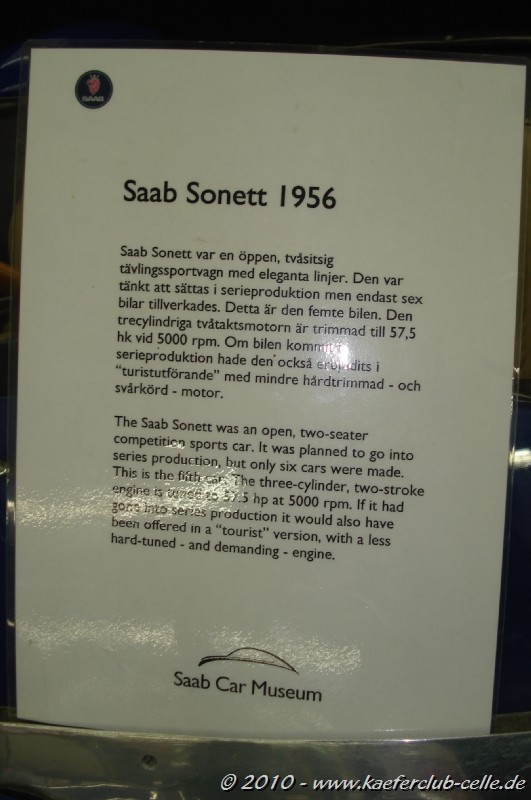 SAAB
Saab Sonett 1956
Saab Sonett var en öppen, tvåsitsig
tävlingssportvagn med eleganta linjer. Den var
tänkt att sättas i serieproduktion men endast sex
bilar tillverkades. Detta är den femte bilen. Den
trecylindriga tvåtaktsmotorn är trimmad till 57,5
hk vid 5000 rpm. Om bilen kommit i
serieproduktion hade den också erbjudits i
"turistutförande" med mindre hårdtrimmad - och
svårkörd - motor.
The Saab Sonett was an open, two-seater
competition sports car. It was planned to go into
series production, but only six cars were made.
This is the fifth car. The three-cylinder, two-stroke
engine is tuned to 57.5 hp at 5000 rpm. If it had
gone into series production it would also have
been offered in a "tourist" version, with a less
hard-tuned - and demanding - engine.
Saab Car Museum
© 2010 - www.kaeferclub-celle.de